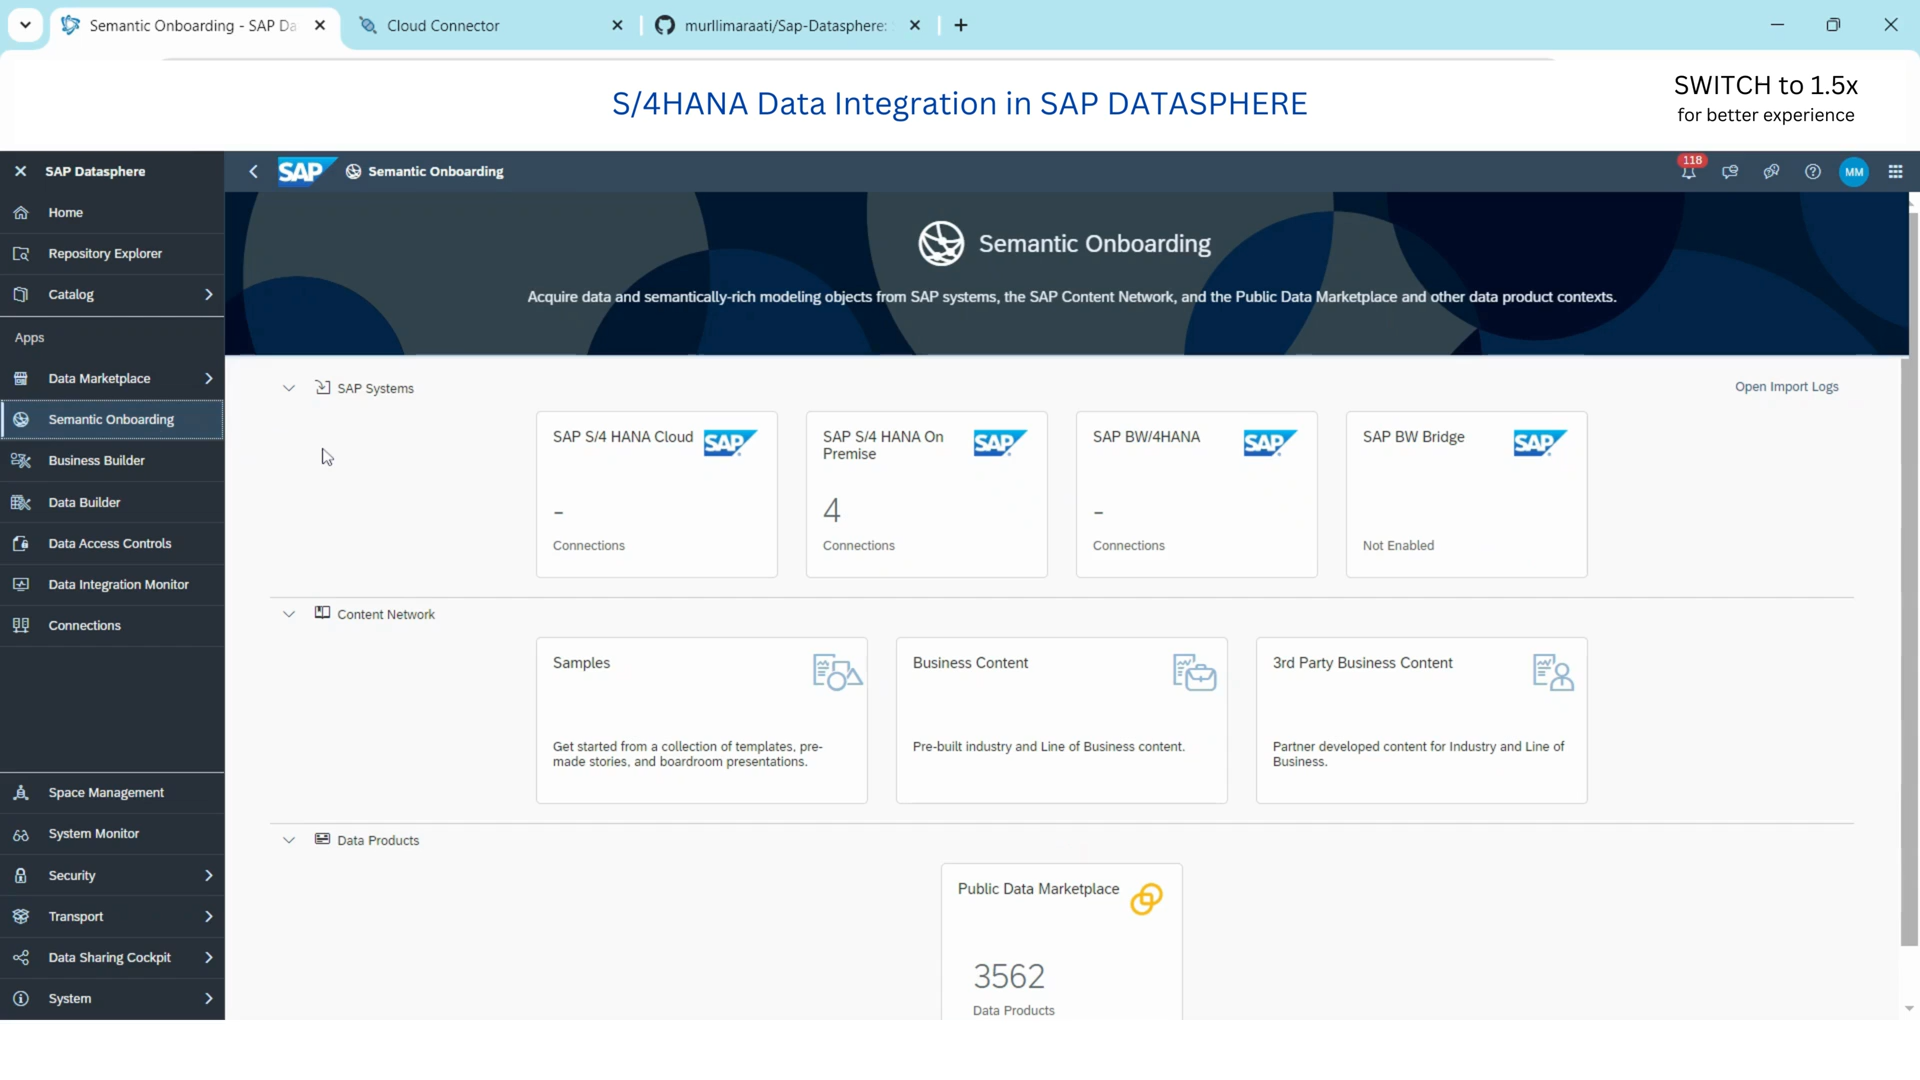 Semantic Onboarding - SAP Da
Cloud Connector
murllimaraati/Sap-Datasphere:
S/4HANA Data Integration in SAP DATASPHERE
SWITCH to 1.5x
for better experience
SAP Datasphere
SAP
Semantic Onboarding
118
MM
Home
Repository Explorer
Catalog
Apps
Data Marketplace
Semantic Onboarding
Business Builder
Data Builder
Data Access Controls
Data Integration Monitor
Connections
Space Management
System Monitor
Security
Transport
Data Sharing Cockpit
System
Semantic Onboarding
Acquire data and semantically-rich modeling objects from SAP systems, the SAP Content Network, and the Public Data Marketplace and other data product contexts.
SAP Systems
Open Import Logs
SAP S/4 HANA Cloud
SAP
-
Connections
SAP S/4 HANA On
Premise
SAP
4
Connections
SAP BW/4HANA
SAP
-
Connections
SAP BW Bridge
SAP
Not Enabled
Content Network
Samples
Get started from a collection of templates, pre-
made stories, and boardroom presentations.
Business Content
Pre-built industry and Line of Business content.
3rd Party Business Content
Partner developed content for Industry and Line of
Business.
Data Products
Public Data Marketplace
3562
Data Products